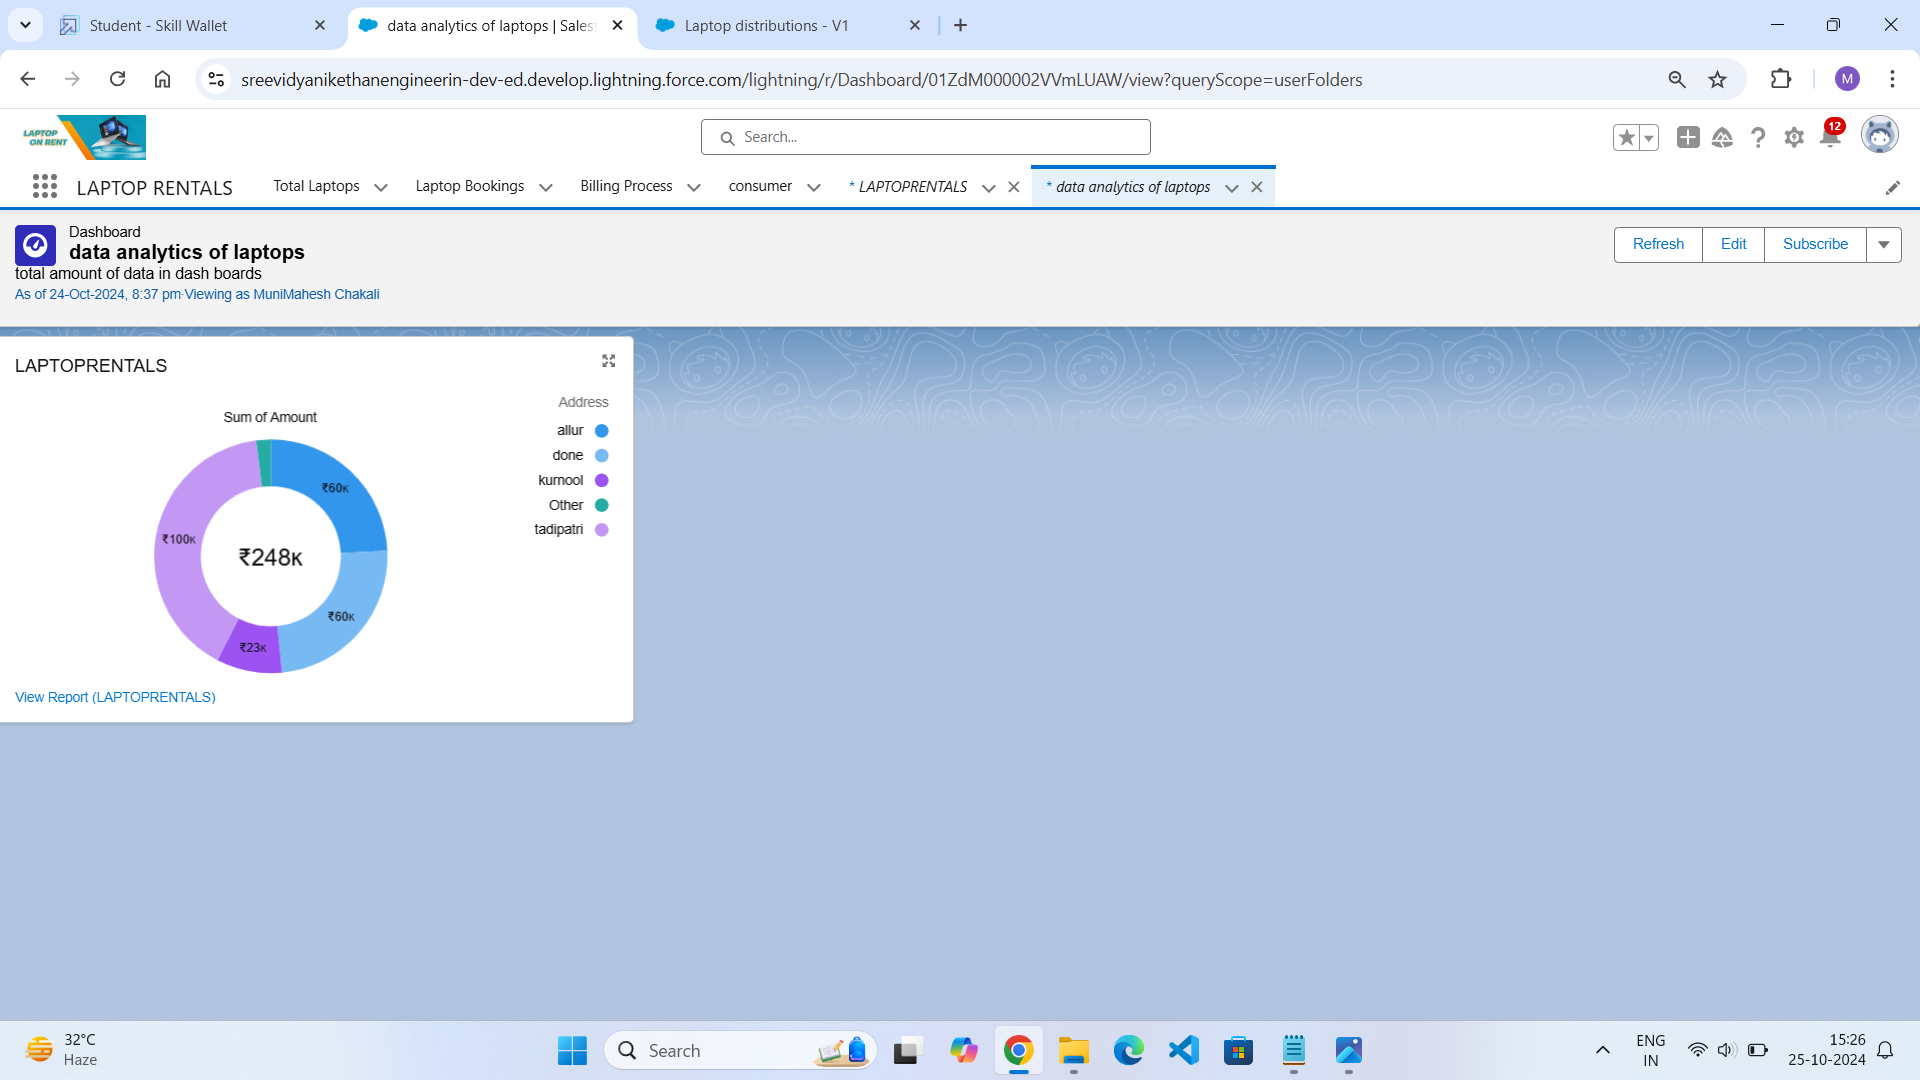 Student - Skill Wallet
data analytics of laptops | Sales
Laptop distributions - V1
sreevidyanikethanengineerin-dev-ed.develop.lightning.force.com/lightning/r/Dashboard/01ZdM000002VVmLUAW/view?queryScope=userFolders
M
LAPTOP
ON RENT
Search...
12
LAPTOP RENTALS
Total Laptops
Laptop Bookings
Billing Process
consumer
* LAPTOPRENTALS
* data analytics of laptops
Dashboard
data analytics of laptops
total amount of data in dash boards
As of 24-Oct-2024, 8:37 pm·Viewing as MuniMahesh Chakali
Refresh
Edit
Subscribe
LAPTOPRENTALS
Sum of Amount
Address
allur
done
kurnool
Other
tadipatri
₹60K
₹100K
₹248K
₹60K
₹23K
View Report (LAPTOPRENTALS)
32°C
Haze
Search
ENG
IN
15:26
25-10-2024